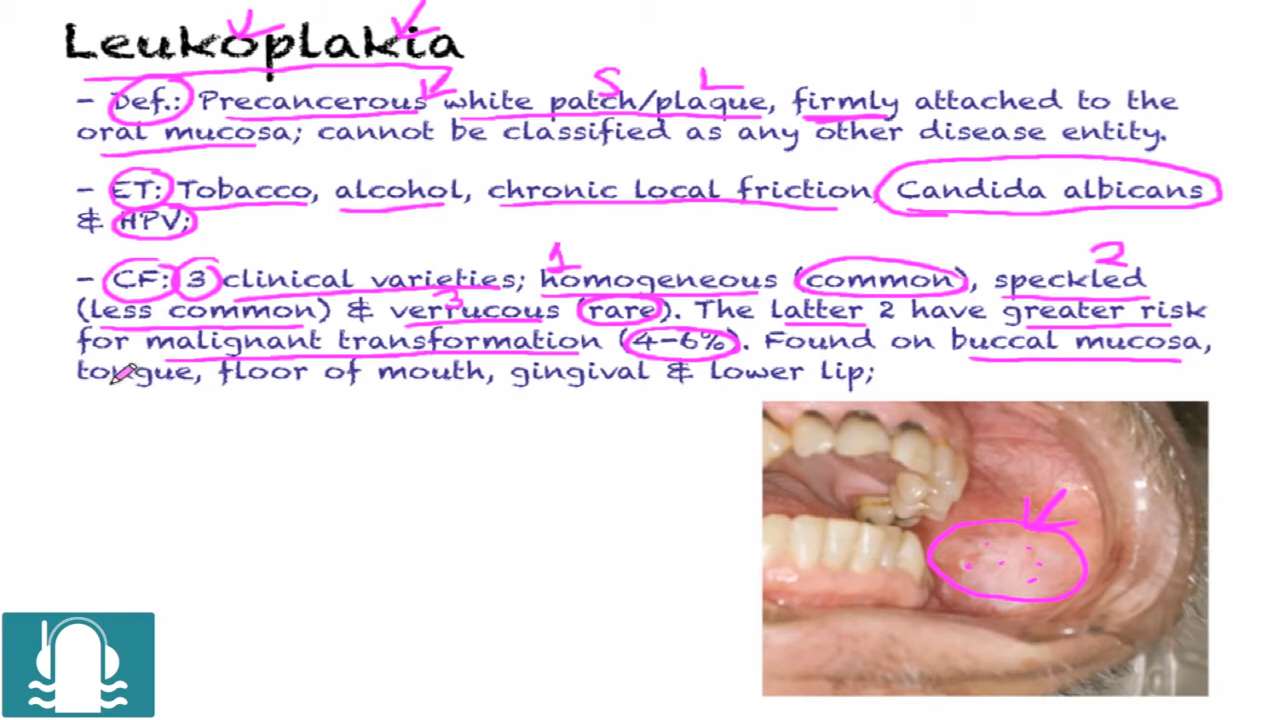 Leukoplakia
S L
- Def.: Precancerous white patch/plaque, firmly attached to the
oral mucosa; cannot be classified as any other disease entity.
- ET: Tobacco, alcohol, chronic local friction, Candida albicans
& HPV;
1 2
- CF: 3 clinical varieties; homogeneous (common), speckled
3
(less common) & verrucous (rare). The latter 2 have greater risk
for malignant transformation (4-6%). Found on buccal mucosa,
tongue, floor of mouth, gingival & lower lip;